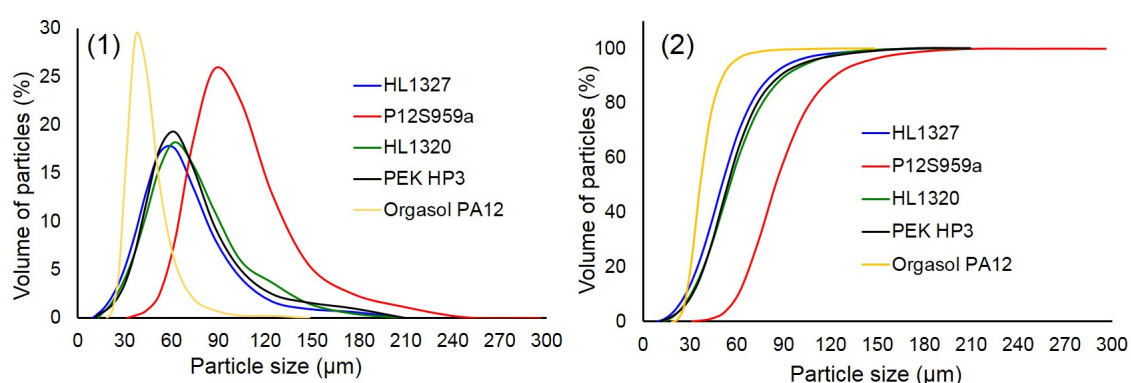 (1)
Volume of particles (%)
30
25
20
15
10
5
0
0 30 60 90 120 150 180 210 240 270 300
Particle size (μm)
HL1327
P12S959a
HL1320
PEK HP3
Orgasol PA12
(2)
Volume of particles (%)
100
80
60
40
20
0
0 30 60 90 120 150 180 210 240 270 300
Particle size (μm)
HL1327
P12S959a
HL1320
PEK HP3
Orgasol PA12